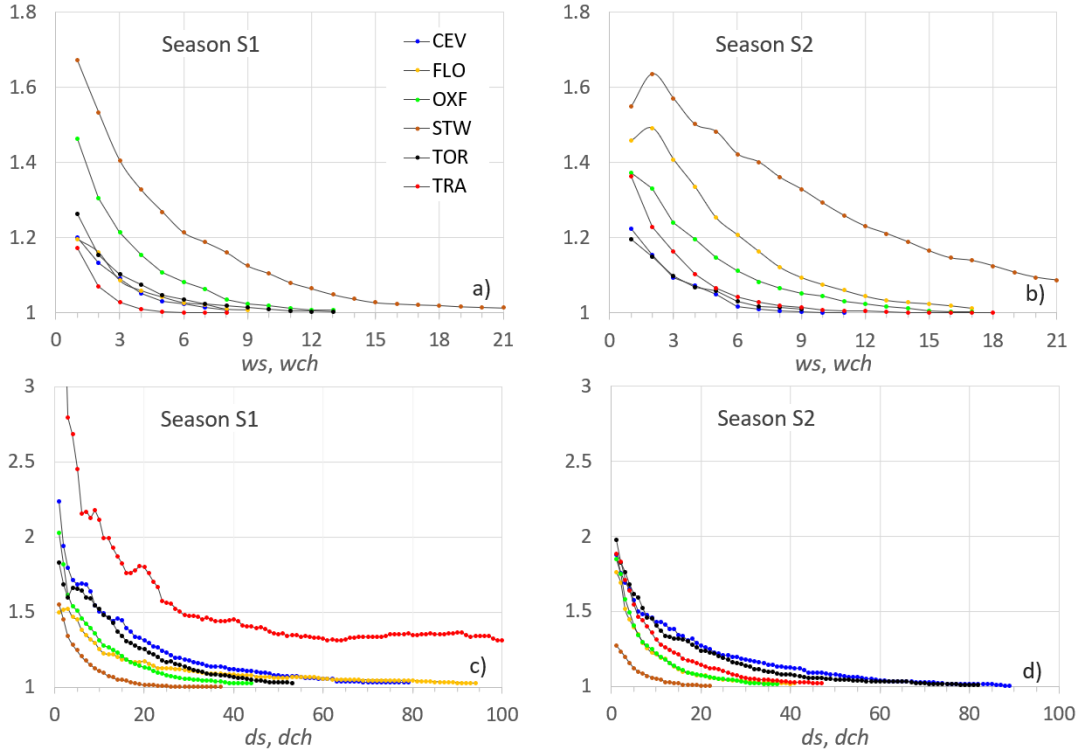 1.8
1.6
1.4
1.2
1
Season S1
CEV
FLO
OXF
STW
TOR
TRA
a)
0 3 6 9 12 15 18 21
ws, wch
1.8
1.6
1.4
1.2
1
Season S2
b)
0 3 6 9 12 15 18 21
ws, wch
3
2.5
2
1.5
1
Season S1
c)
0 20 40 60 80 100
ds, dch
3
2.5
2
1.5
1
Season S2
d)
0 20 40 60 80 100
ds, dch